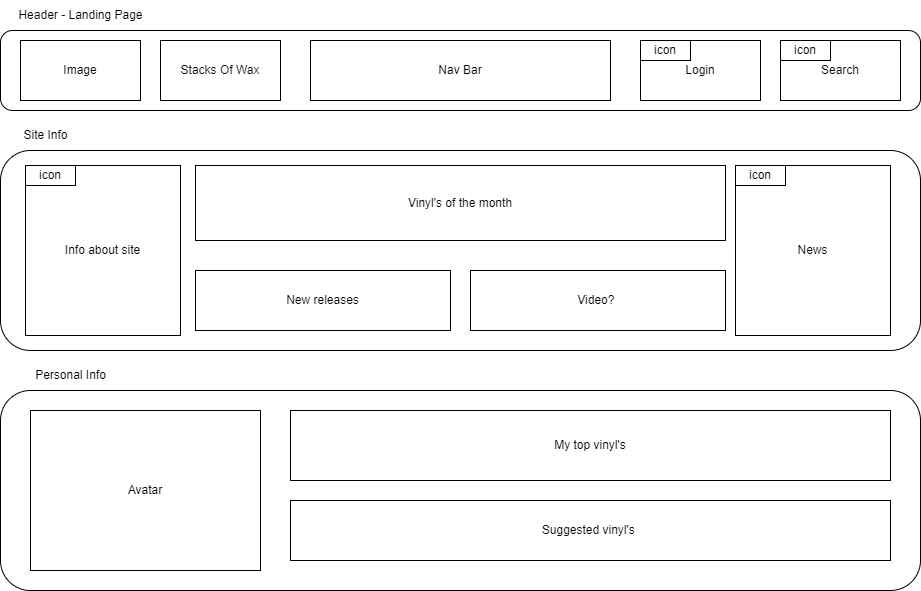 Header - Landing Page
Image
Stacks Of Wax
Nav Bar
icon
Login
icon
Search
Site Info
icon
Info about site
Vinyl's of the month
New releases
Video?
icon
News
Personal Info
Avatar
My top vinyl's
Suggested vinyl's